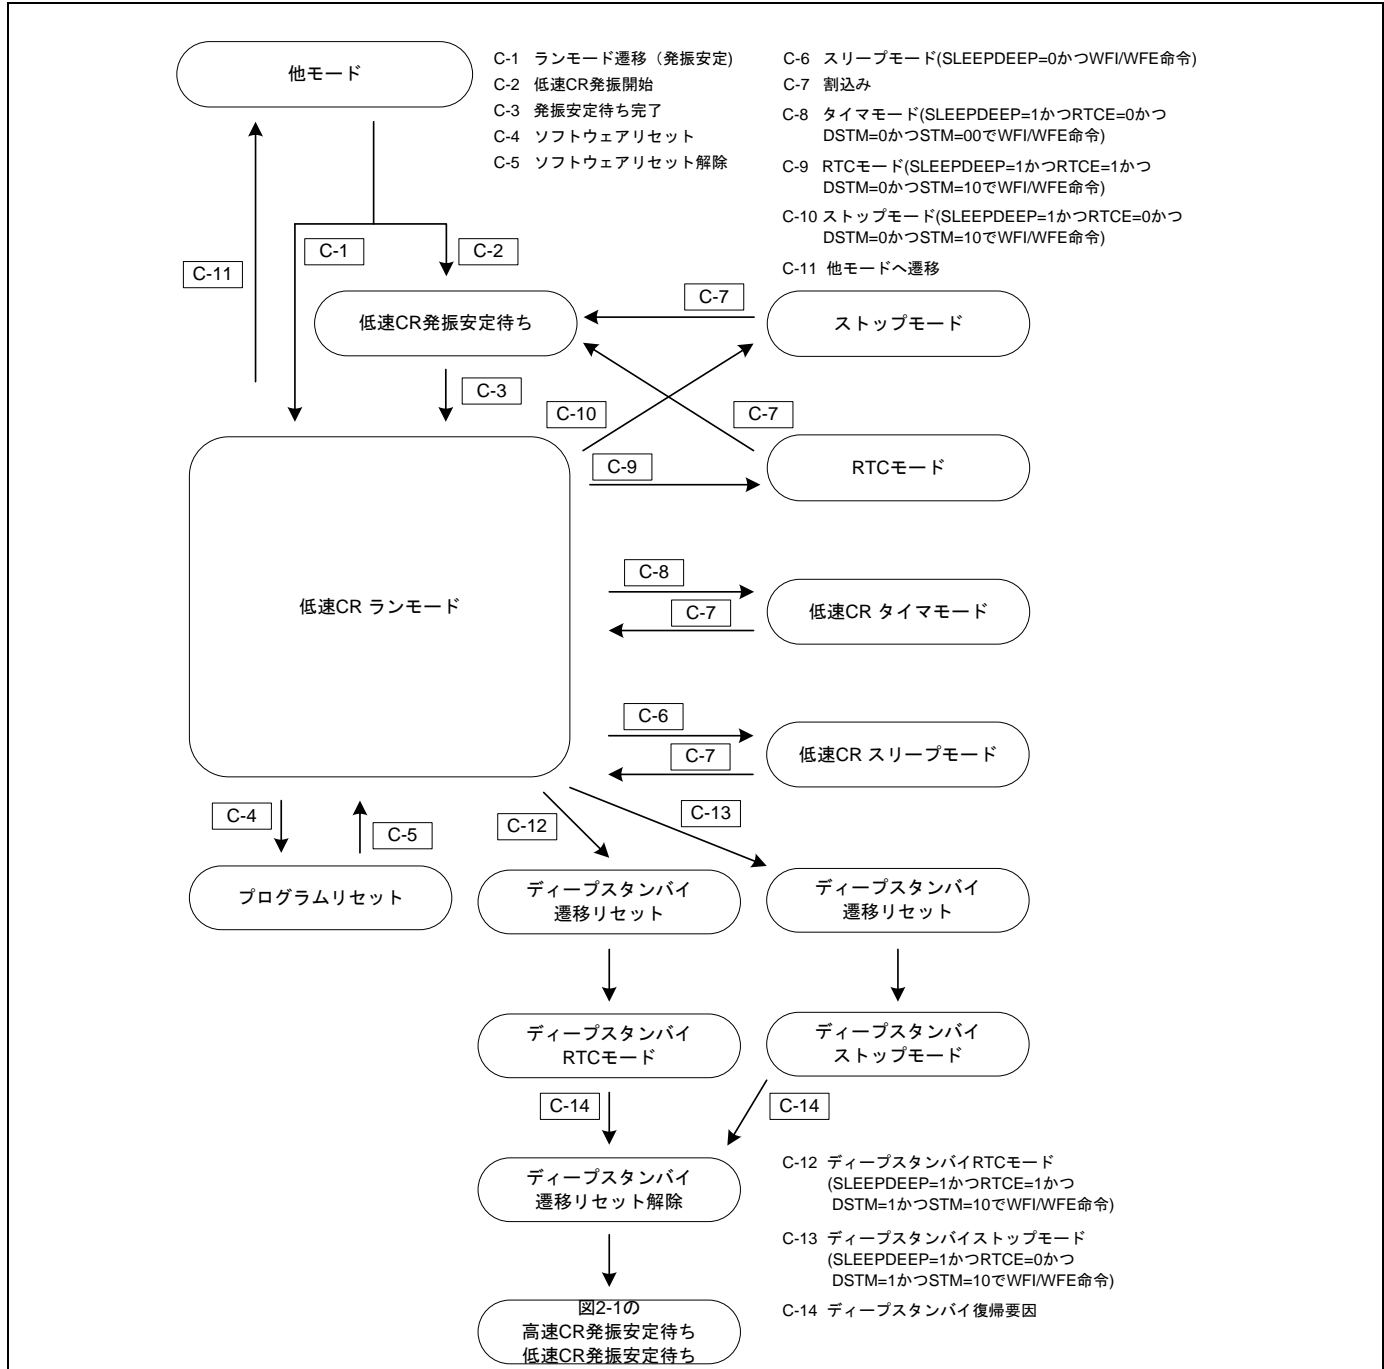 他モード
C-1 ランモード遷移（発振安定)
C-2 低速CR発振開始
C-3 発振安定待ち完了
C-4 ソフトウェアリセット
C-5 ソフトウェアリセット解除
C-6 スリープモード(SLEEPDEEP=0かつWFI/WFE命令)
C-7 割込み
C-8 タイマモード(SLEEPDEEP=1かつRTCE=0かつ
DSTM=0かつSTM=00でWFI/WFE命令)
C-9 RTCモード(SLEEPDEEP=1かつRTCE=1かつ
DSTM=0かつSTM=10でWFI/WFE命令)
C-10 ストップモード(SLEEPDEEP=1かつRTCE=0かつ
DSTM=0かつSTM=10でWFI/WFE命令)
C-11 他モードへ遷移
C-11
C-1
C-2
低速CR発振安定待ち
C-7
ストップモード
C-3
C-10
C-7
C-9
RTCモード
低速CR ランモード
C-8
C-7
低速CR タイマモード
C-6
C-7
低速CR スリープモード
C-4
C-5
C-12
C-13
プログラムリセット
ディープスタンバイ
遷移リセット
ディープスタンバイ
遷移リセット
ディープスタンバイ
RTCモード
ディープスタンバイ
ストップモード
C-14
C-14
ディープスタンバイ
遷移リセット解除
C-12 ディープスタンバイRTCモード
(SLEEPDEEP=1かつRTCE=1かつ
DSTM=1かつSTM=10でWFI/WFE命令)
C-13 ディープスタンバイストップモード
(SLEEPDEEP=1かつRTCE=0かつ
DSTM=1かつSTM=10でWFI/WFE命令)
C-14 ディープスタンバイ復帰要因
図2-1の
高速CR発振安定待ち
低速CR発振安定待ち